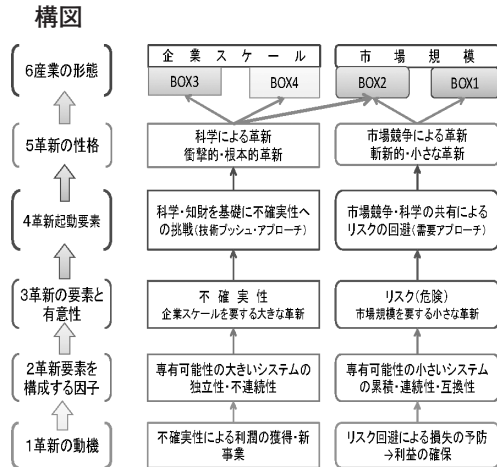 構図
企業スケール
市場規模
6産業の形態
BOX3
BOX4
BOX2
BOX1
5革新の性格
科学による革新
衝撃的・根本的革新
市場競争による革新
斬新的・小さな革新
4革新起動要素
科学・知財を基礎に不確実性へ
の挑戦(技術プッシュ・アプローチ)
市場競争・科学の共有による
リスクの回避(需要アプローチ)
3革新の要素と
有意性
不確実性
企業スケールを要する大きな革新
リスク(危険)
市場規模を要する小さな革新
2革新要素を
構成する因子
専有可能性の大きいシステムの
独立性・不連続性
専有可能性の小さいシステム
の累積・連続性・互換性
1革新の動機
不確実性による利潤の獲得・新
事業
リスク回避による損失の予防
→利益の確保